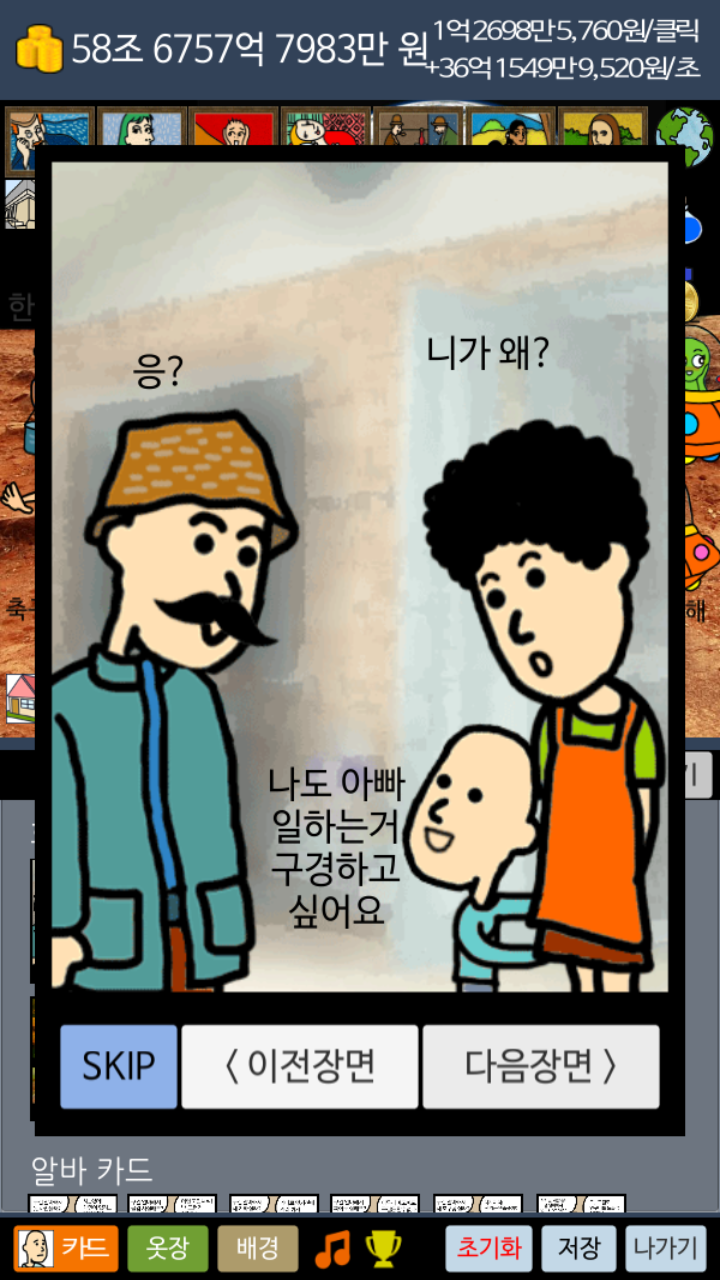 58조 6757억 7983만 원
1억 2698만 5,760원/클릭
+36억 1549만 9,520원/초
한
응?
니가 왜?
축
해
나도 아빠
일하는거
구경하고
싶어요
기
SKIP
< 이전장면
다음장면 >
알바 카드
카드
옷장
배경
초기화
저장
나가기